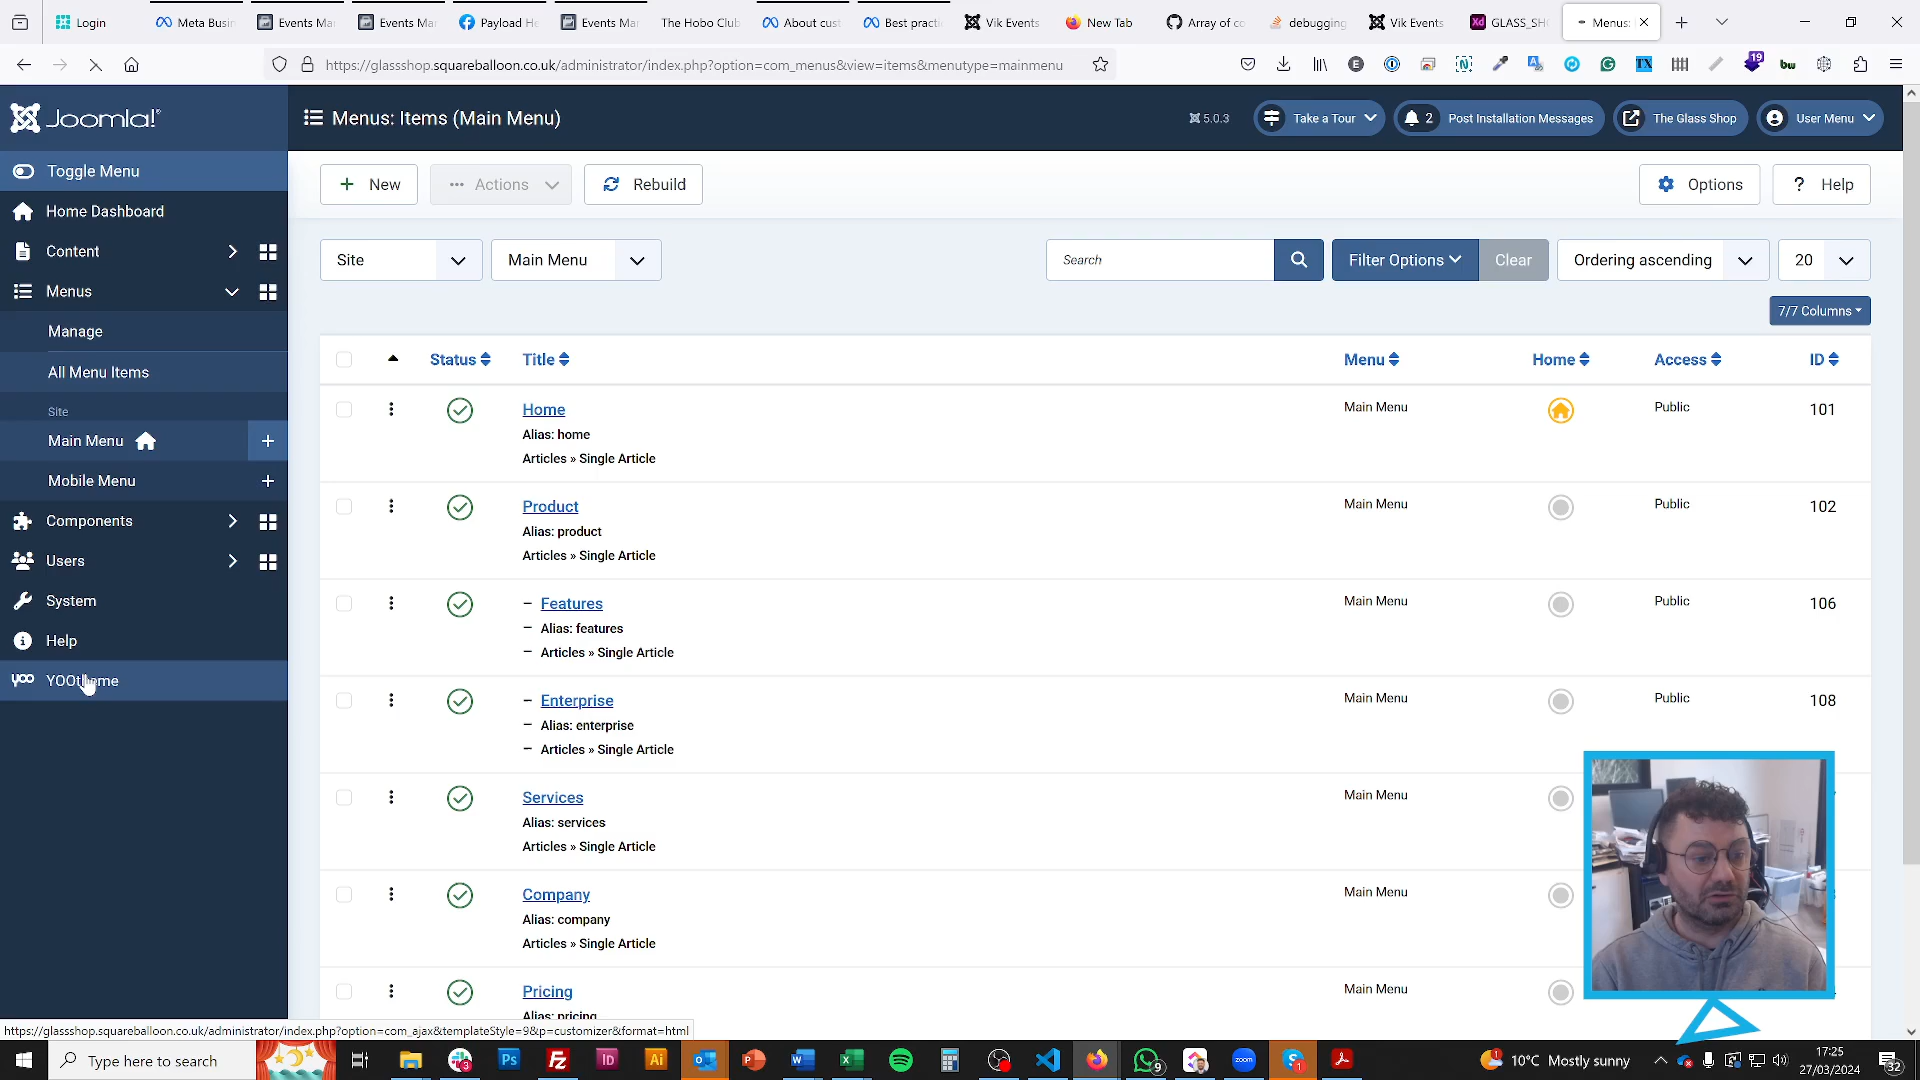 Login
Meta Busin
Events Ma
Events Ma
Payload He
Events Ma
The Hobo Club
About cust
Best practi
Vik Events
New Tab
Array of co
debugging
Vik Events
GLASS_SH
Menus:
https://glassshop.squareballoon.co.uk/administrator/index.php?option=com_menus&view=items&menutype=mainmenu
19
Joomla!
Menus: Items (Main Menu)
5.0.3
Take a Tour
2 Post Installation Messages
The Glass Shop
User Menu
Toggle Menu
Home Dashboard
Content
Menus
Manage
All Menu Items
Site
Main Menu
Mobile Menu
Components
Users
System
Help
YOOtheme
New
Actions
Rebuild
Options
? Help
Site
Main Menu
Search
Filter Options
Clear
Ordering ascending
20
7/7 Columns
Status Title Menu Home Access ID
Home Main Menu Public 101
Alias: home
Articles » Single Article
Product Main Menu Public 102
Alias: product
Articles » Single Article
– Features Main Menu Public 106
– Alias: features
– Articles » Single Article
– Enterprise Main Menu Public 108
– Alias: enterprise
– Articles » Single Article
Services Main Menu
Alias: services
Articles » Single Article
Company Main Menu
Alias: company
Articles » Single Article
Pricing Main Menu
Alias: pricing
https://glassshop.squareballoon.co.uk/administrator/index.php?option=com_ajax&templateStyle=9&p=customizer&format=html
Type here to search
10°C Mostly sunny
17:25
27/03/2024
32